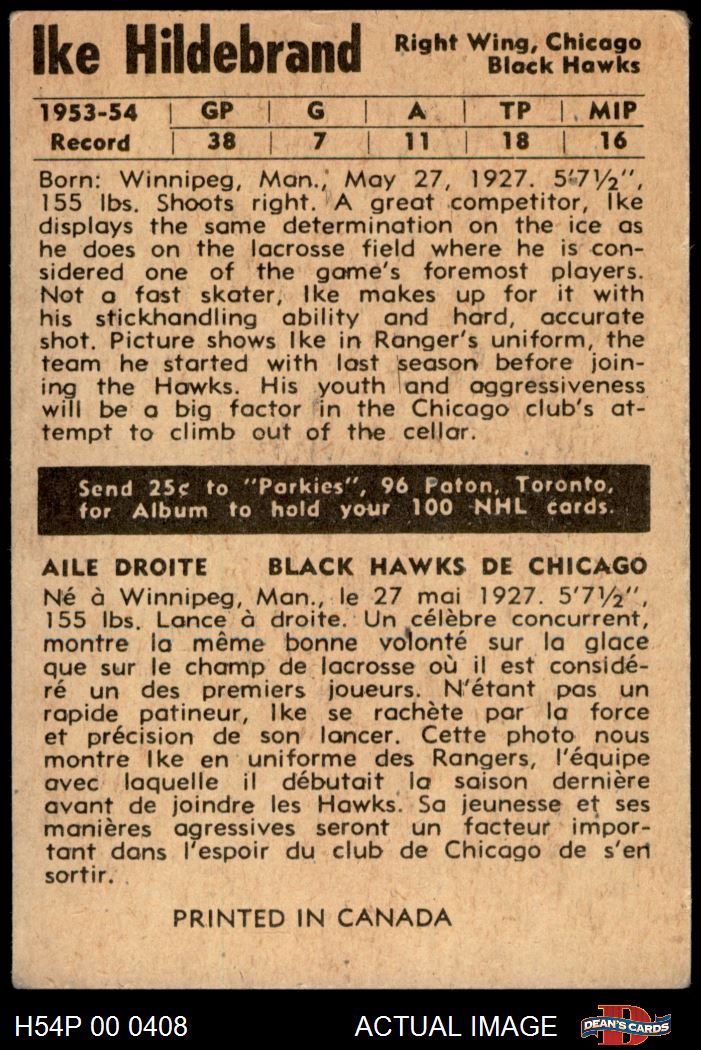 Ike Hildebrand
Right Wing, Chicago
Black Hawks
1953-54 | GP | G | A | TP | MIP
Record | 38 | 7 | 11 | 18 | 16
Born: Winnipeg, Man., May 27, 1927. 5'7½",
155 lbs. Shoots right. A great competitor, Ike
displays the same determination on the ice as
he does on the lacrosse field where he is con-
sidered one of the game's foremost players.
Not a fast skater, Ike makes up for it with
his stickhandling ability and hard, accurate
shot. Picture shows Ike in Ranger's uniform, the
team he started with last season before join-
ing the Hawks. His youth and aggressiveness
will be a big factor in the Chicago club's at-
tempt to climb out of the cellar.
Send 25¢ to "Parkies", 96 Paton, Toronto,
for Album to hold your 100 NHL cards.
AILE DROITE BLACK HAWKS DE CHICAGO
Né à Winnipeg, Man., le 27 mai 1927. 5'7½",
155 lbs. Lance à droite. Un célèbre concurrent,
montre la même bonne volonté sur la glace
que sur le champ de lacrosse où il est considé-
ré un des premiers joueurs. N'étant pas un
rapide patineur, Ike se rachète par la force
et précision de son lancer. Cette photo nous
montre Ike en uniforme des Rangers, l'équipe
avec laquelle il débutait la saison dernière
avant de joindre les Hawks. Sa jeunesse et ses
manières agressives seront un facteur impor-
tant dans l'espoir du club de Chicago de s'en
sortir.
PRINTED IN CANADA
H54P 00 0408
ACTUAL IMAGE
D
DEAN'S CARDS